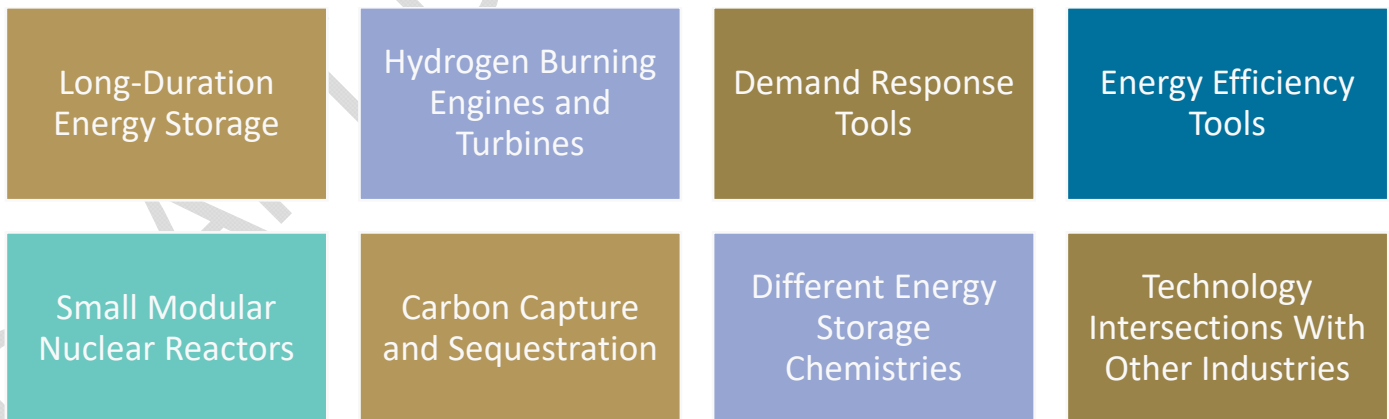 Long-Duration
Energy Storage
Hydrogen Burning
Engines and
Turbines
Demand Response
Tools
Energy Efficiency
Tools
Small Modular
Nuclear Reactors
Carbon Capture
and Sequestration
Different Energy
Storage
Chemistries
Technology
Intersections With
Other Industries